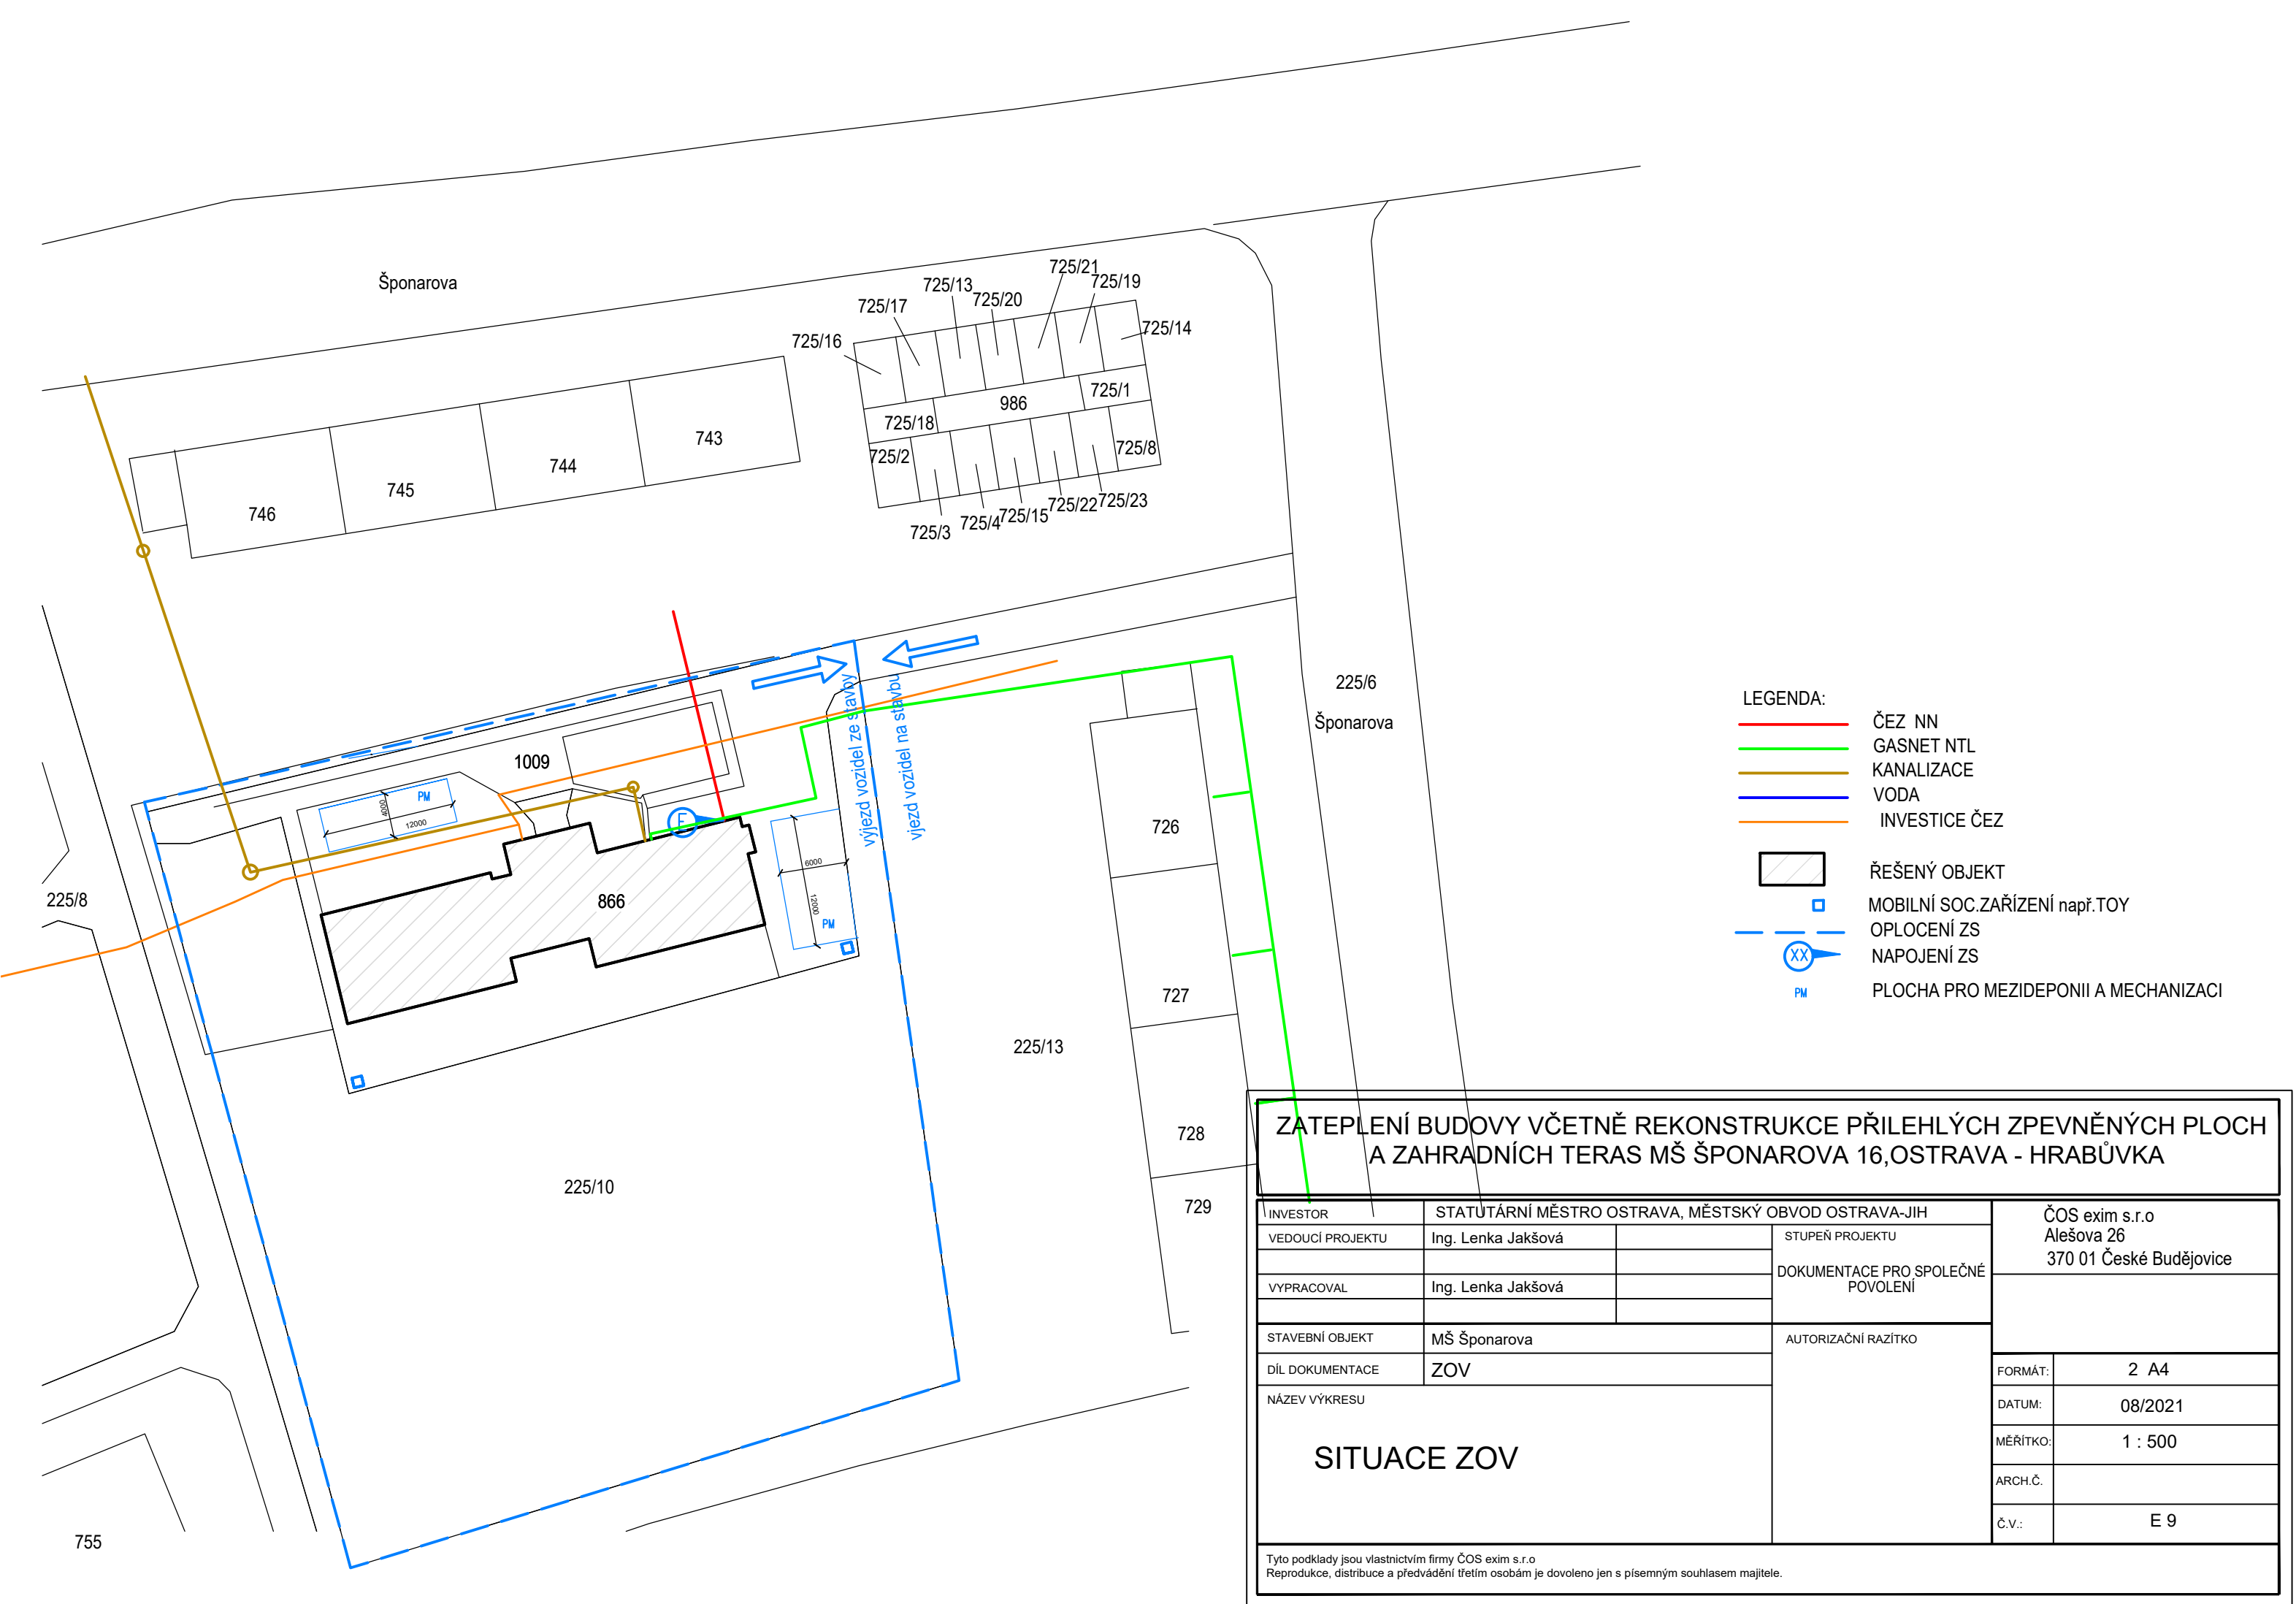 Šponarova
725/21
725/13
725/19
725/20
725/17
725/14
725/16
725/1
986
725/18
743
725/8
725/2
744
745
725/23
725/22
725/15
725/4
725/3
746
225/6
Šponarova
výjezd vozidel ze stavby
vjezd vozidel na stavbu
1009
PM
4000
12000
E
726
6000
12000
PM
866
225/8
727
225/13
728
225/10
729
755
LEGENDA:
ČEZ NN
GASNET NTL
KANALIZACE
VODA
INVESTICE ČEZ
ŘEŠENÝ OBJEKT
MOBILNÍ SOC.ZAŘÍZENÍ např.TOY
OPLOCENÍ ZS
XX NAPOJENÍ ZS
PM PLOCHA PRO MEZIDEPONII A MECHANIZACI
ZATEPLENÍ BUDOVY VČETNĚ REKONSTRUKCE PŘILEHLÝCH ZPEVNĚNÝCH PLOCH
A ZAHRADNÍCH TERAS MŠ ŠPONAROVA 16,OSTRAVA - HRABŮVKA
INVESTOR STATUTÁRNÍ MĚSTRO OSTRAVA, MĚSTSKÝ OBVOD OSTRAVA-JIH
VEDOUCÍ PROJEKTU Ing. Lenka Jakšová
VYPRACOVAL Ing. Lenka Jakšová
STUPEŇ PROJEKTU
DOKUMENTACE PRO SPOLEČNÉ
POVOLENÍ
ČOS exim s.r.o
Alešova 26
370 01 České Budějovice
STAVEBNÍ OBJEKT MŠ Šponarova
DÍL DOKUMENTACE ZOV
AUTORIZAČNÍ RAZÍTKO
NÁZEV VÝKRESU
SITUACE ZOV
FORMÁT: 2 A4
DATUM: 08/2021
MĚŘÍTKO: 1 : 500
ARCH.Č.
Č.V.: E 9
Tyto podklady jsou vlastnictvím firmy ČOS exim s.r.o
Reprodukce, distribuce a předvádění třetím osobám je dovoleno jen s písemným souhlasem majitele.